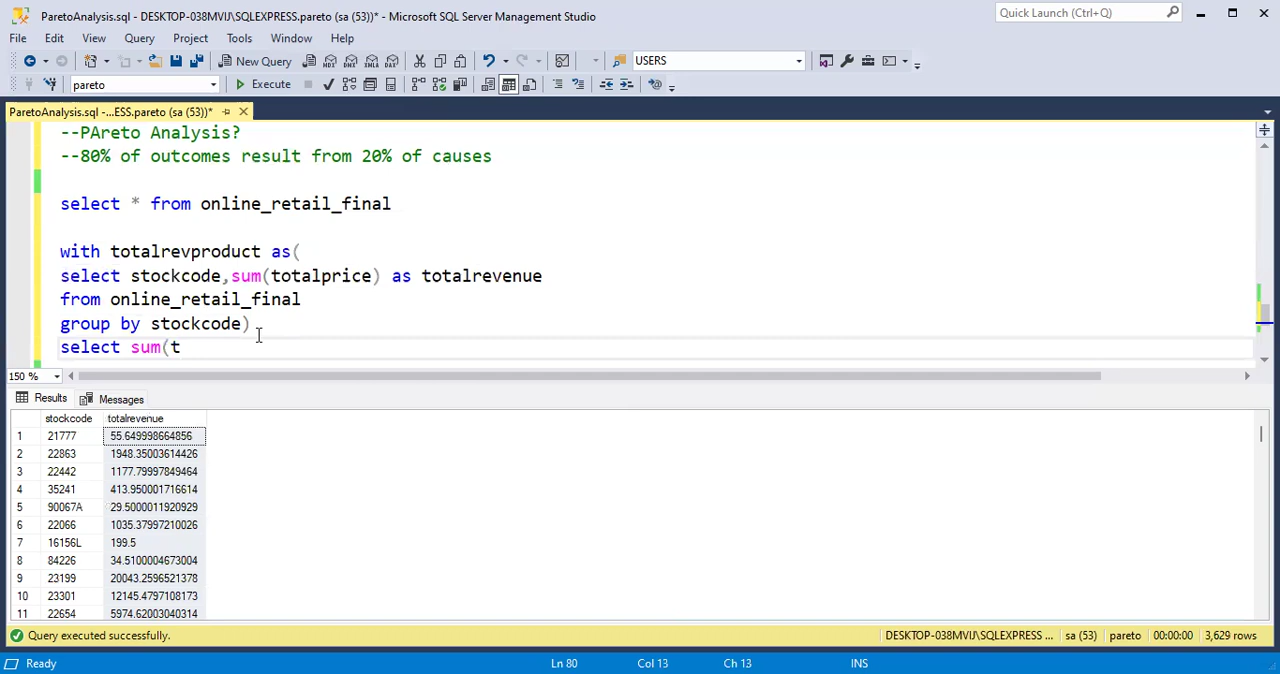 ParetoAnalysis.sql - DESKTOP-038MVIJ\SQLEXPRESS.pareto (sa (53))* - Microsoft SQL Server Management Studio
Quick Launch (Ctrl+Q)
File Edit View Query Project Tools Window Help
New Query
MDX DMX XMLA DAX
USERS
pareto
Execute
ParetoAnalysis.sql -...ESS.pareto (sa (53))*
--PAreto Analysis?
--80% of outcomes result from 20% of causes
select * from online_retail_final
with totalrevproduct as(
select stockcode,sum(totalprice) as totalrevenue
from online_retail_final
group by stockcode)
select sum(t
150 %
Results Messages
stockcode totalrevenue
1 21777 55.649998664856
2 22863 1948.35003614426
3 22442 1177.79997849464
4 35241 413.950001716614
5 90067A 29.5000011920929
6 22066 1035.37997210026
7 16156L 199.5
8 84226 34.5100004673004
9 23199 20043.2596521378
10 23301 12145.4797108173
11 22654 5974.62003040314
Query executed successfully.
DESKTOP-038MVIJ\SQLEXPRESS ... sa (53) pareto 00:00:00 3,629 rows
Ready Ln 80 Col 13 Ch 13 INS